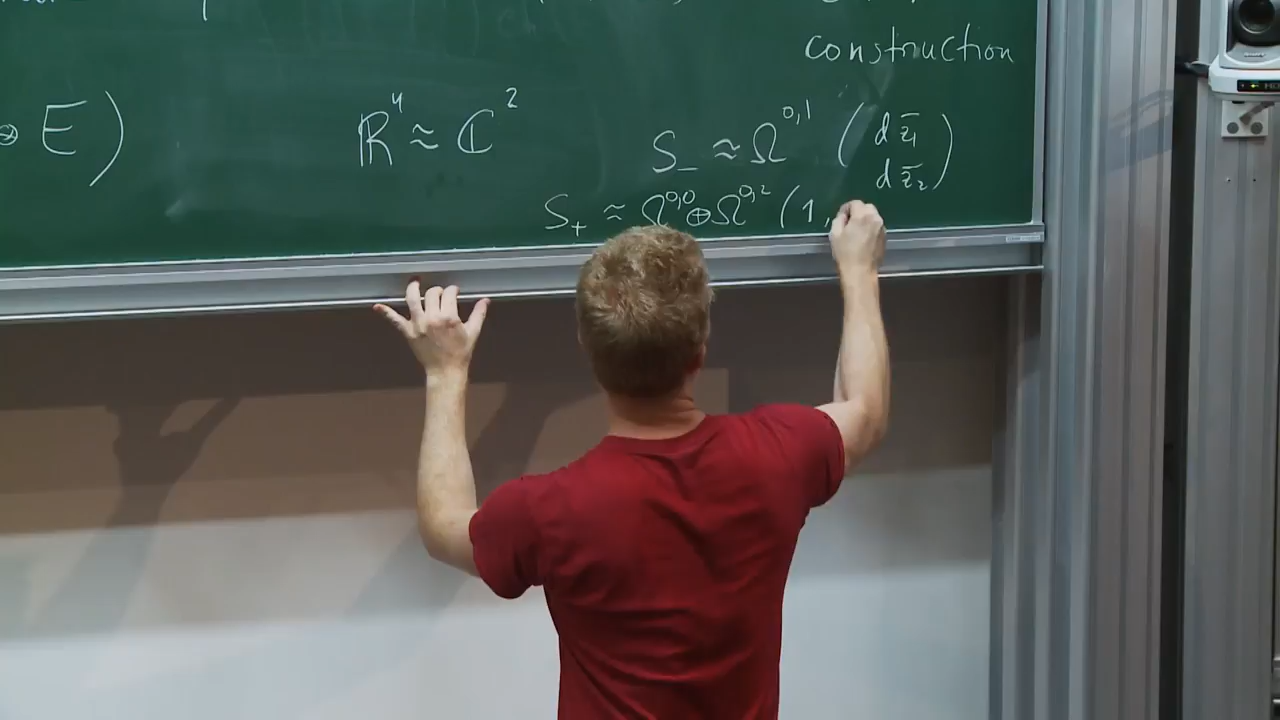 construction
⊗ E) ℝ⁴ ≈ ℂ² S₋ ≈ Ω^{0,1} (dz̄₁ dz̄₂)
S₊ ≈ Ω^{0,0} ⊕ Ω^{0,2} (1,